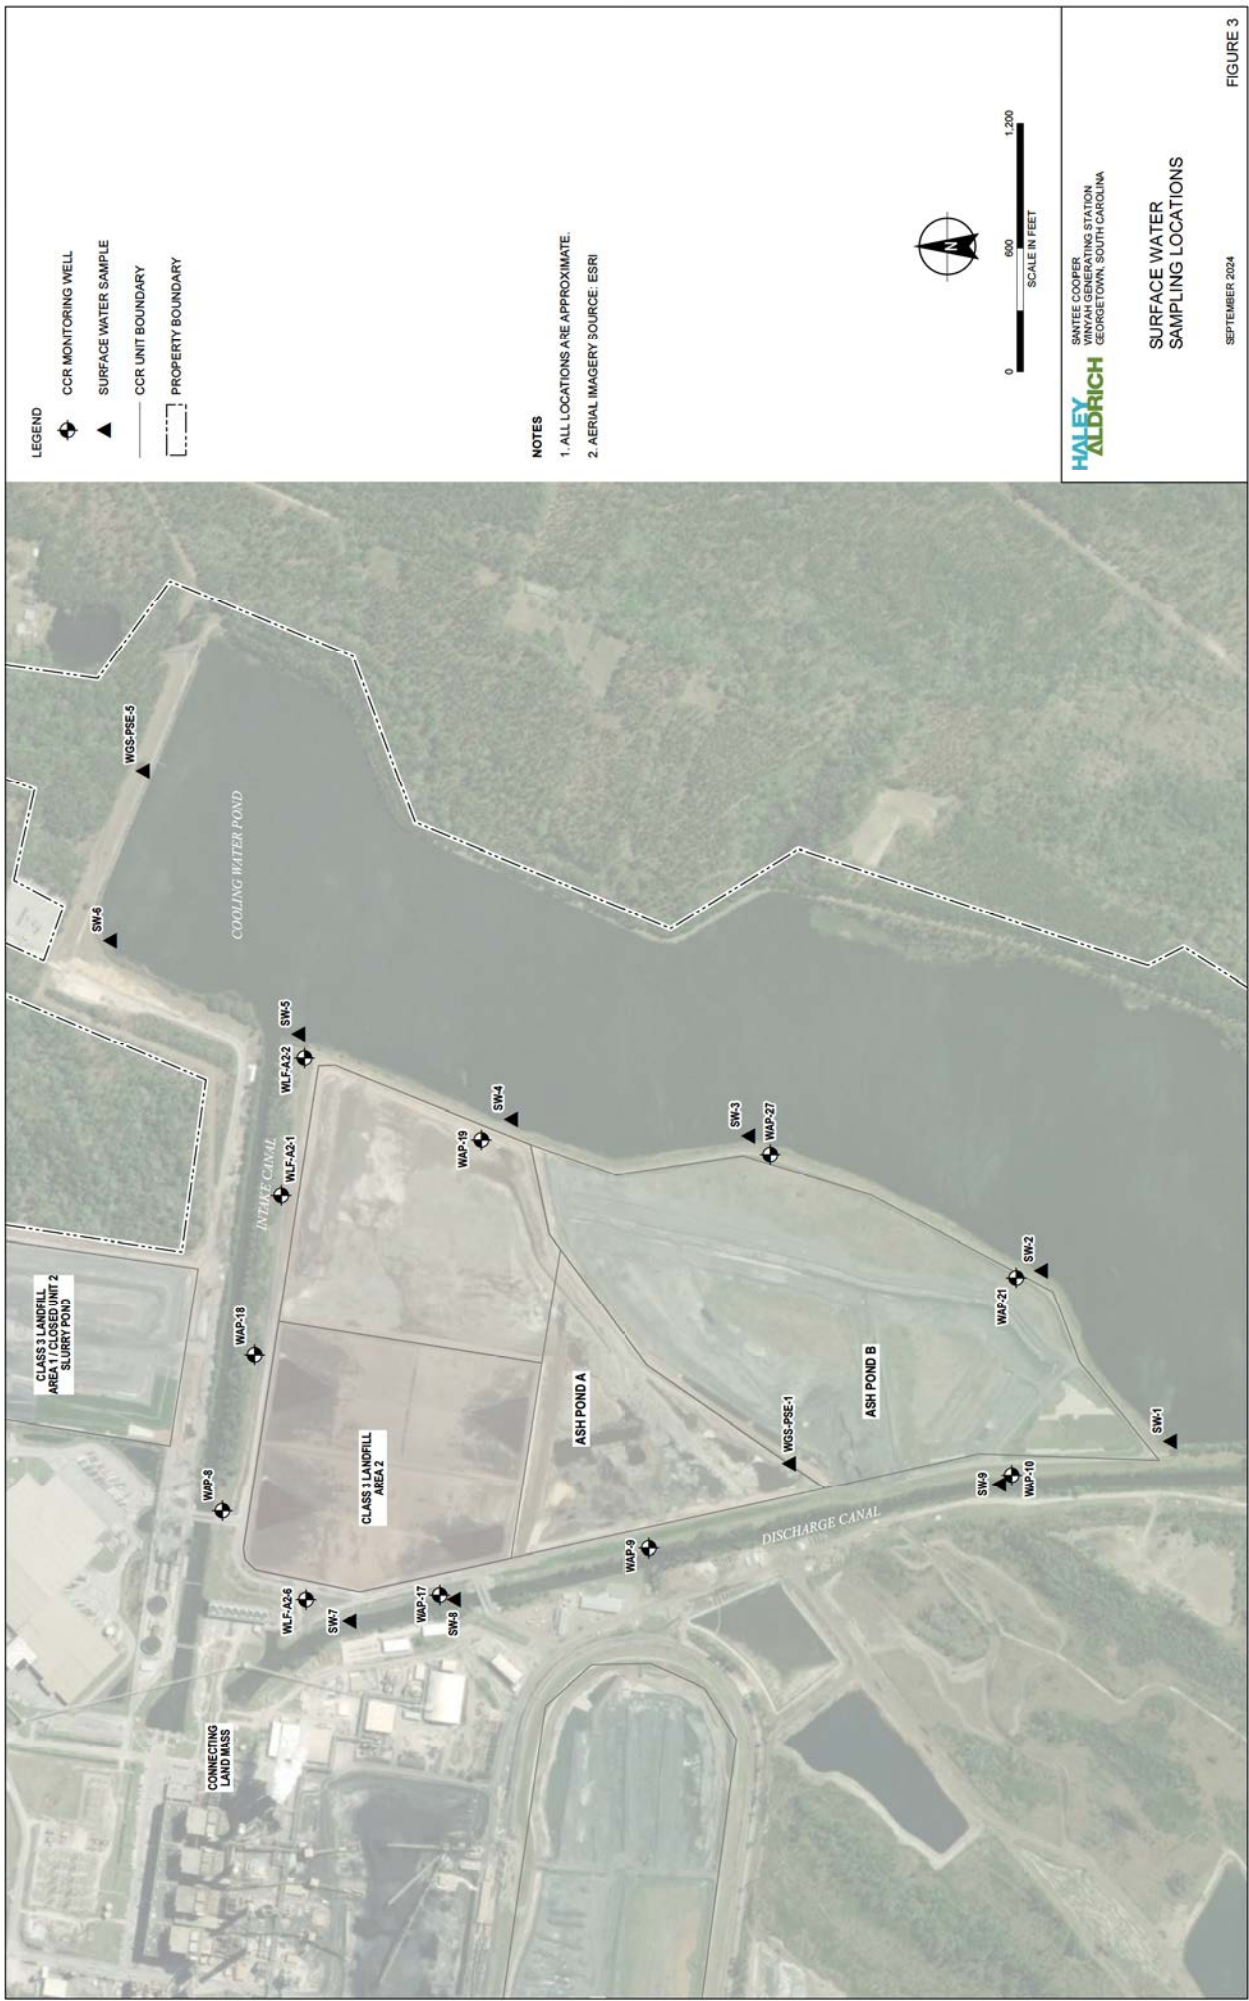 LEGEND
CCR MONITORING WELL
SURFACE WATER SAMPLE
CCR UNIT BOUNDARY
PROPERTY BOUNDARY
NOTES
1. ALL LOCATIONS ARE APPROXIMATE.
2. AERIAL IMAGERY SOURCE: ESRI
N
0 600 1,200
SCALE IN FEET
HALEY
ALDRICH
SANTEE COOPER
WINYAH GENERATING STATION
GEORGETOWN, SOUTH CAROLINA
SURFACE WATER
SAMPLING LOCATIONS
SEPTEMBER 2024
FIGURE 3
CLASS 3 LANDFILL
AREA 1 / CLOSED UNIT 2
SLURRY POND
SW-6
WGS-PSE-5
COOLING WATER POND
CONNECTING
LAND MASS
WAP-8
WAP-18
INTAKE CANAL
WLF-A2-1
WLF-A2-2
SW-5
WLF-A2-6
SW-7
CLASS 3 LANDFILL
AREA 2
WAP-17
SW-8
WAP-19
SW-4
ASH POND A
WAP-9
SW-3
WAP-27
WGS-PSE-1
DISCHARGE CANAL
ASH POND B
SW-9
WAP-10
WAP-21
SW-2
SW-1